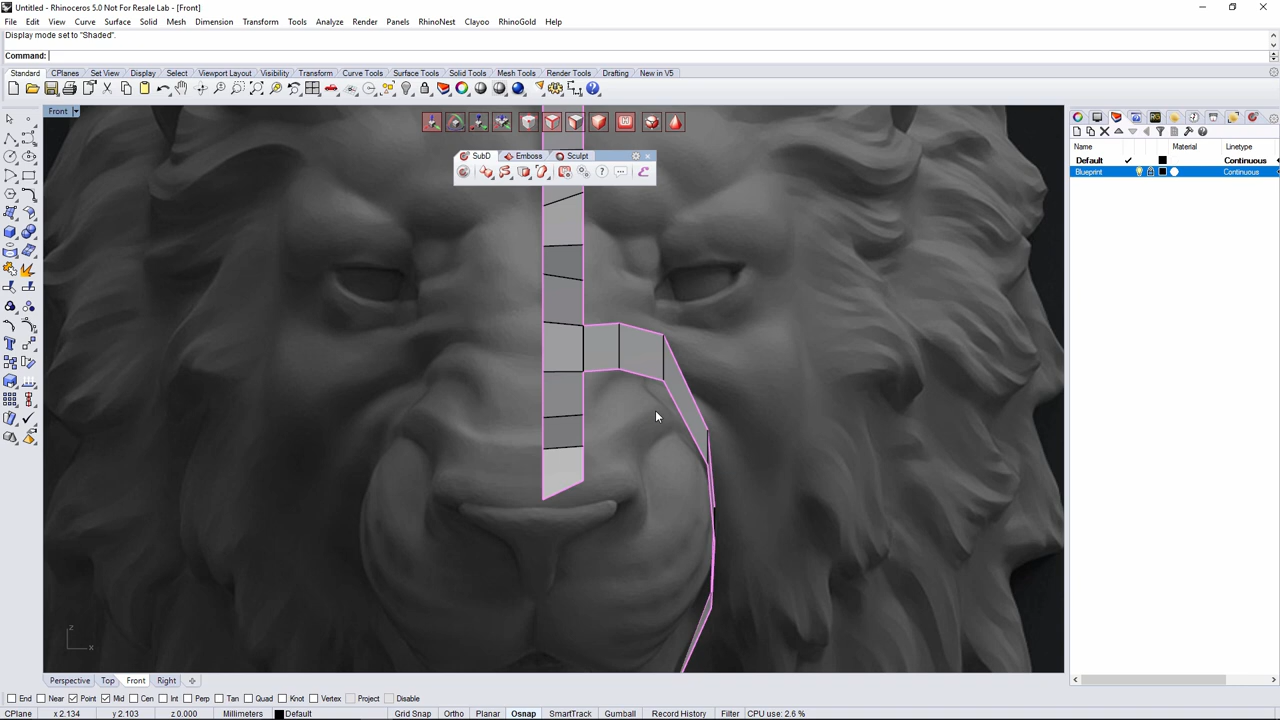 Untitled - Rhinoceros 5.0 Not For Resale Lab - [Front]
File Edit View Curve Surface Solid Mesh Dimension Transform Tools Analyze Render Panels RhinoNest Clayoo RhinoGold Help
Display mode set to "Shaded".
Command:
Standard CPlanes Set View Display Select Viewport Layout Visibility Transform Curve Tools Surface Tools Solid Tools Mesh Tools Render Tools Drafting New in V5
Front
SubD Emboss Sculpt
Name Material Linetype
Default Continuous
Blueprint Continuous
z
x
Perspective Top Front Right
End Near Point Mid Cen Int Perp Tan Quad Knot Vertex Project Disable
CPlane x 2.134 y 2.103 z 0.000 Millimeters Default Grid Snap Ortho Planar Osnap SmartTrack Gumball Record History Filter CPU use: 2.6 %